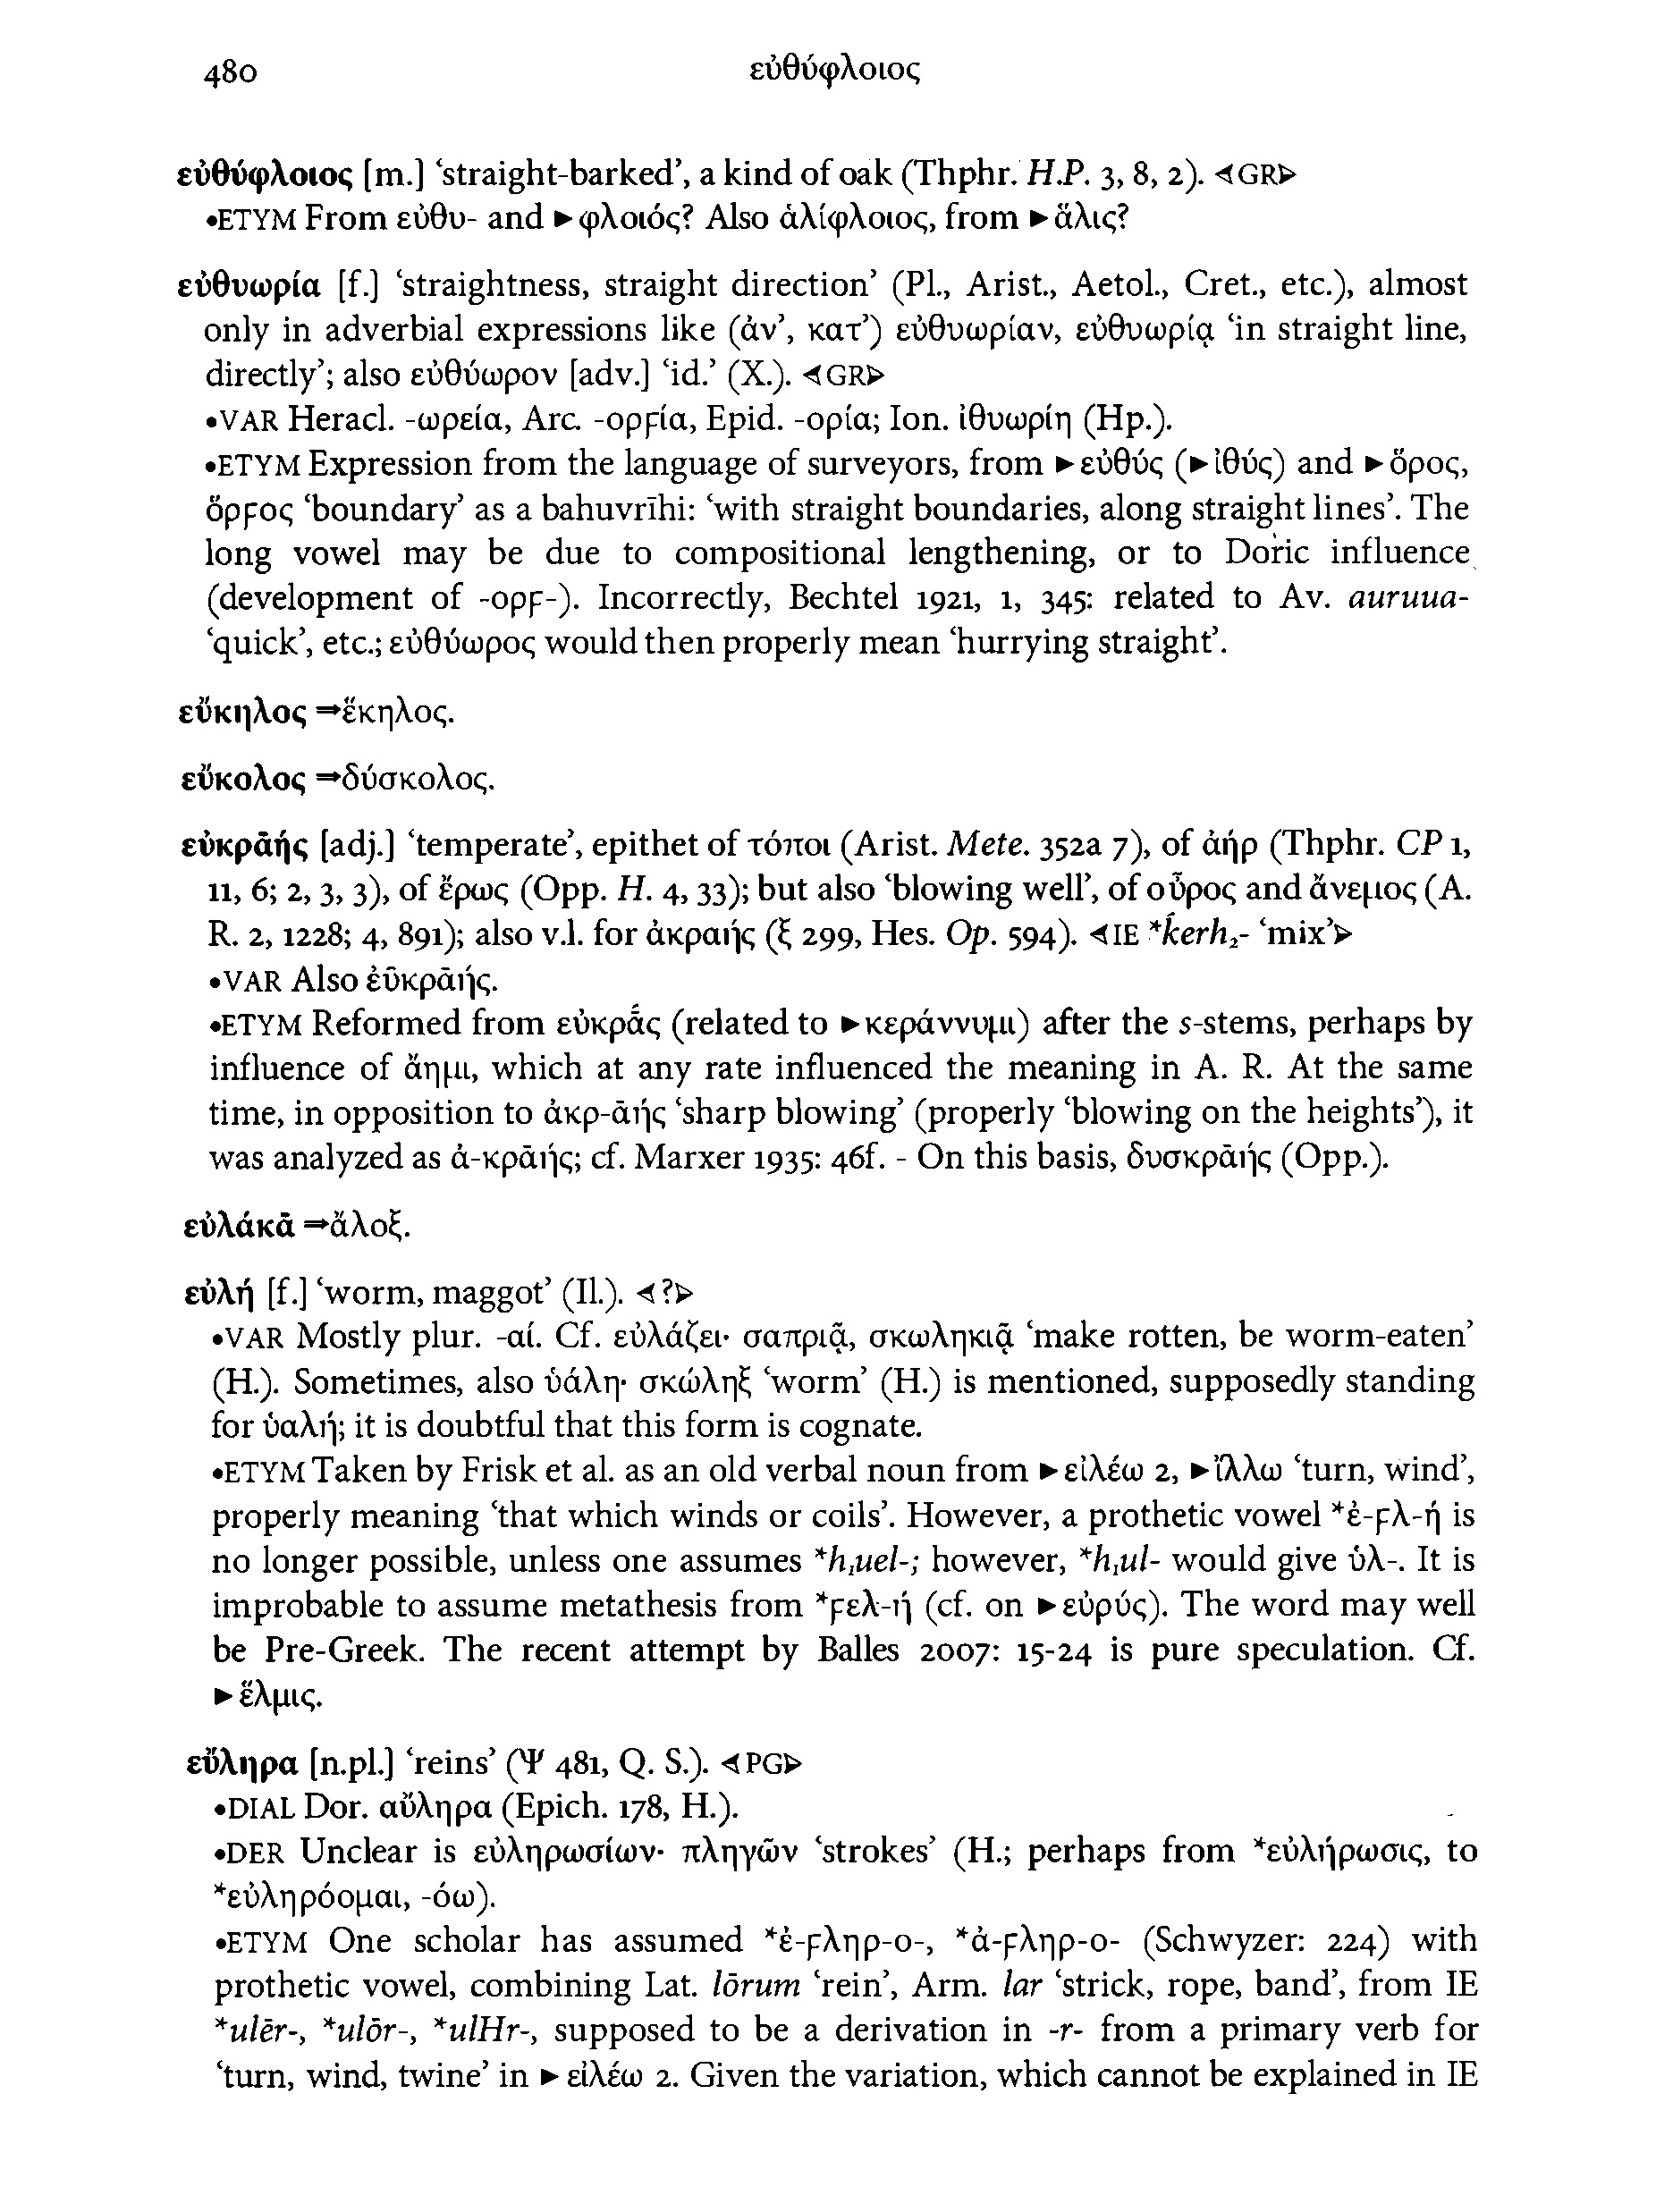 480 εὐθύφλοιος
εὐθύφλοιος [m.] ‘straight-barked’, a kind of oak (Thphr. H.P. 3, 8, 2). ◄GR►
•ETYM From εὐθυ- and ►φλοιός? Also ἁλίφλοιος, from ►ἅλις?
εὐθυωρία [f.] ‘straightness, straight direction’ (Pl., Arist., Aetol., Cret., etc.), almost
only in adverbial expressions like (ἀν’, κατ’) εὐθυωρίαν, εὐθυωρίᾳ ‘in straight line,
directly’; also εὐθύωρον [adv.] ‘id.’ (X.). ◄GR►
•VAR Heracl. -ωρεία, Arc. -ορϝία, Epid. -ορία; Ion. ἰθυωρίη (Hp.).
•ETYM Expression from the language of surveyors, from ►εὐθύς (►ἰθύς) and ►ὅρος,
ὄρϝος ‘boundary’ as a bahuvrīhi: ‘with straight boundaries, along straight lines’. The
long vowel may be due to compositional lengthening, or to Doric influence
(development of -ορϝ-). Incorrectly, Bechtel 1921, 1, 345: related to Av. auruua-
‘quick’, etc.; εὐθύωρος would then properly mean ‘hurrying straight’.
εὔκηλος ⇒ἕκηλος.
εὔκολος ⇒δύσκολος.
εὐκρᾱής [adj.] ‘temperate’, epithet of τόποι (Arist. Mete. 352a 7), of ἀήρ (Thphr. CP 1,
11, 6; 2, 3, 3), of ἔρως (Opp. H. 4, 33); but also ‘blowing well’, of οὖρος and ἄνεμος (A.
R. 2, 1228; 4, 891); also v.l. for ἀκραής (ξ 299, Hes. Op. 594). ◄IE *ḱerh₂- ‘mix’►
•VAR Also ἐϋκρᾱής.
•ETYM Reformed from εὐκρᾱ́ς (related to ►κεράννυμι) after the s-stems, perhaps by
influence of ἄημι, which at any rate influenced the meaning in A. R. At the same
time, in opposition to ἀκρ-ᾱής ‘sharp blowing’ (properly ‘blowing on the heights’), it
was analyzed as ἀ-κρᾱής; cf. Marxer 1935: 46f. - On this basis, δυσκρᾱής (Opp.).
εὐλάκᾱ ⇒ἄλοξ.
εὐλή [f.] ‘worm, maggot’ (Il.). ◄?►
•VAR Mostly plur. -αί. Cf. εὐλάζει· σαπριᾷ, σκωληκιᾷ ‘make rotten, be worm-eaten’
(H.). Sometimes, also ὑάλη· σκώληξ ‘worm’ (H.) is mentioned, supposedly standing
for ὑαλή; it is doubtful that this form is cognate.
•ETYM Taken by Frisk et al. as an old verbal noun from ►εἰλέω 2, ►ἴλλω ‘turn, wind’,
properly meaning ‘that which winds or coils’. However, a prothetic vowel *ἐ-ϝλ-ή is
no longer possible, unless one assumes *h₁uel-; however, *h₁ul- would give ὑλ-. It is
improbable to assume metathesis from *ϝελ-ή (cf. on ►εὐρύς). The word may well
be Pre-Greek. The recent attempt by Balles 2007: 15-24 is pure speculation. Cf.
►ἕλμις.
εὔληρα [n.pl.] ‘reins’ (Ψ 481, Q. S.). ◄PG►
•DIAL Dor. αὔληρα (Epich. 178, H.).
•DER Unclear is εὐληρωσίων· πληγῶν ‘strokes’ (H.; perhaps from *εὐλήρωσις, to
*εὐληρόομαι, -όω).
•ETYM One scholar has assumed *ἐ-ϝληρ-ο-, *ἀ-ϝληρ-ο- (Schwyzer: 224) with
prothetic vowel, combining Lat. lōrum ‘rein’, Arm. lar ‘strick, rope, band’, from IE
*ulēr-, *ulōr-, *ulHr-, supposed to be a derivation in -r- from a primary verb for
‘turn, wind, twine’ in ►εἰλέω 2. Given the variation, which cannot be explained in IE